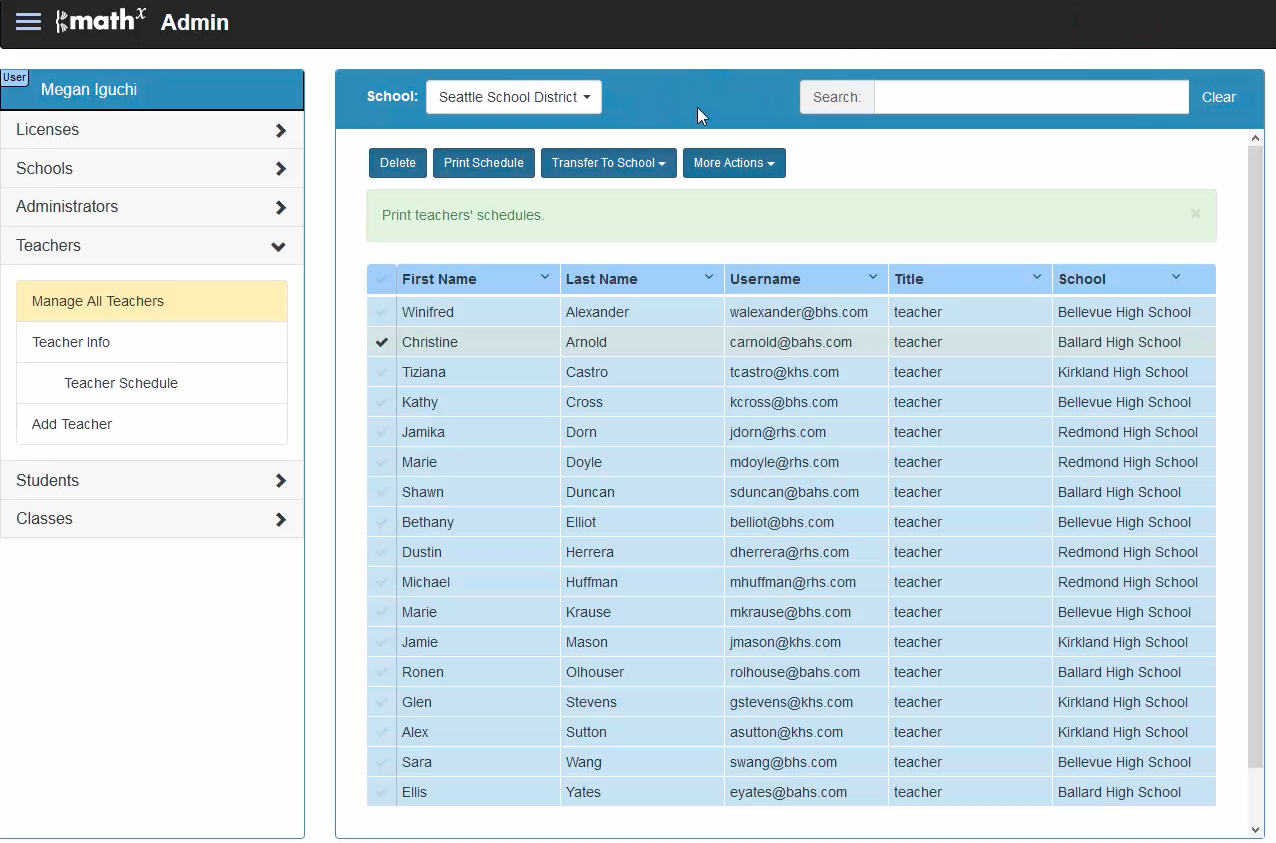 mathx Admin
User
Megan Iguchi
Licenses
Schools
Administrators
Teachers
Manage All Teachers
Teacher Info
Teacher Schedule
Add Teacher
Students
Classes
School: Seattle School District Search: Clear
Delete Print Schedule Transfer To School More Actions
Print teachers' schedules. ×
First Name Last Name Username Title School
Winifred Alexander walexander@bhs.com teacher Bellevue High School
Christine Arnold carnold@bahs.com teacher Ballard High School
Tiziana Castro tcastro@khs.com teacher Kirkland High School
Kathy Cross kcross@bhs.com teacher Bellevue High School
Jamika Dorn jdorn@rhs.com teacher Redmond High School
Marie Doyle mdoyle@rhs.com teacher Redmond High School
Shawn Duncan sduncan@bahs.com teacher Ballard High School
Bethany Elliot belliot@bhs.com teacher Bellevue High School
Dustin Herrera dherrera@rhs.com teacher Redmond High School
Michael Huffman mhuffman@rhs.com teacher Redmond High School
Marie Krause mkrause@bhs.com teacher Bellevue High School
Jamie Mason jmason@khs.com teacher Kirkland High School
Ronen Olhouser rolhouse@bahs.com teacher Ballard High School
Glen Stevens gstevens@khs.com teacher Kirkland High School
Alex Sutton asutton@khs.com teacher Kirkland High School
Sara Wang swang@bhs.com teacher Bellevue High School
Ellis Yates eyates@bahs.com teacher Ballard High School